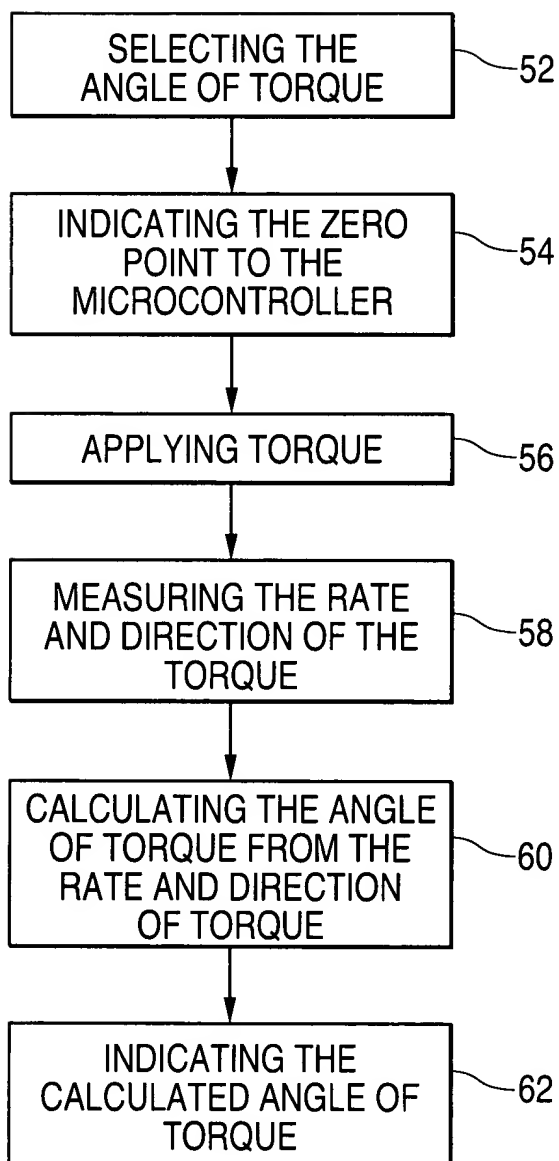 SELECTING THE
ANGLE OF TORQUE
52
INDICATING THE ZERO
POINT TO THE
MICROCONTROLLER
54
APPLYING TORQUE
56
MEASURING THE RATE
AND DIRECTION OF THE
TORQUE
58
CALCULATING THE ANGLE
OF TORQUE FROM THE
RATE AND DIRECTION
OF TORQUE
60
INDICATING THE
CALCULATED ANGLE OF
TORQUE
62